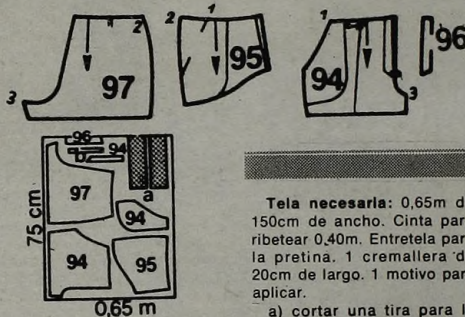 1
2
97
3
2
1
95
1
94
3
96
96
94
b
97
a
94
94
95
75 cm
0,65 m
Tela necesaria: 0,65m d
150cm de ancho. Cinta par
ribetear 0,40m. Entretela par
la pretina. 1 cremallera d
20cm de largo. 1 motivo par
aplicar.
a) cortar una tira para l